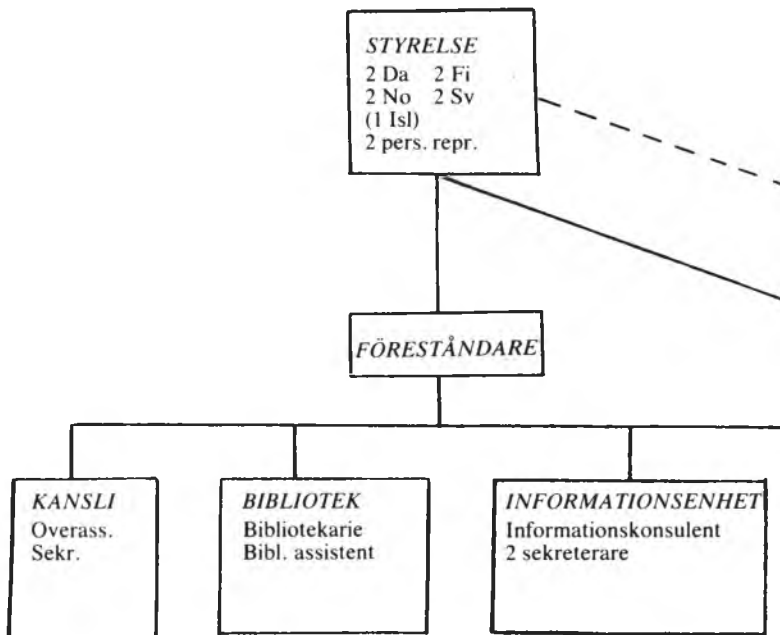 STYRELSE
2 Da 2 Fi
2 No 2 Sv
(1 Isl)
2 pers. repr.
FÖRESTÅNDARE
KANSLI
Overass.
Sekr.
BIBLIOTEK
Bibliotekarie
Bibl. assistent
INFORMATIONSENHET
Informationskonsulent
2 sekreterare